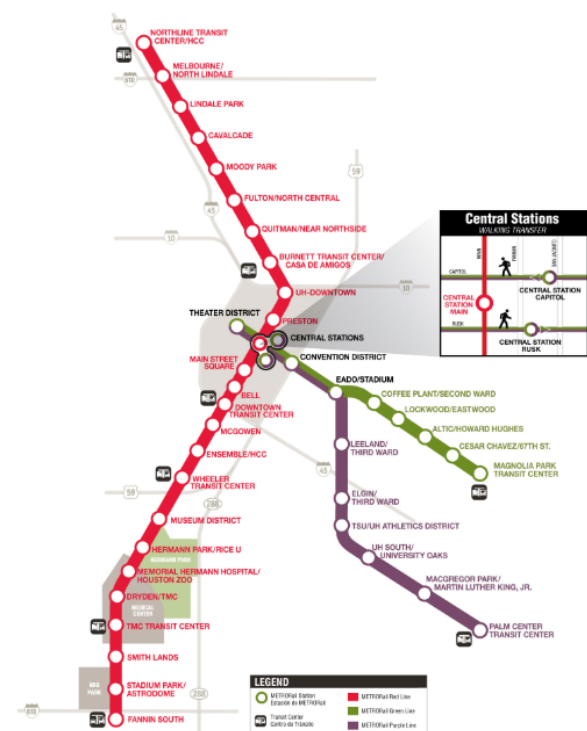 45
NORTHLINE TRANSIT
CENTER/HCC
MELBOURNE/
NORTH LINDALE
610
LINDALE PARK
CAVALCADE
MOODY PARK
59
FULTON/NORTH CENTRAL
45
QUITMAN/NEAR NORTHSIDE
10
BURNETT TRANSIT CENTER/
CASA DE AMIGOS
UH-DOWNTOWN
10
THEATER DISTRICT
PRESTON
CENTRAL STATIONS
MAIN STREET
SQUARE
CONVENTION DISTRICT
BELL
EADO/STADIUM
DOWNTOWN
TRANSIT CENTER
COFFEE PLANT/SECOND WARD
LOCKWOOD/EASTWOOD
MCGOWEN
ALTIC/HOWARD HUGHES
ENSEMBLE/HCC
LEELAND/
THIRD WARD
CESAR CHAVEZ/67TH ST.
45
MAGNOLIA PARK
TRANSIT CENTER
WHEELER
TRANSIT CENTER
59
288
ELGIN/
THIRD WARD
MUSEUM DISTRICT
TSU/UH ATHLETICS DISTRICT
HERMANN PARK/RICE U
HERMANN PARK
UH SOUTH/
UNIVERSITY OAKS
MEMORIAL HERMANN HOSPITAL/
HOUSTON ZOO
MACGREGOR PARK/
MARTIN LUTHER KING, JR.
DRYDEN/TMC
MEDICAL
CENTER
TMC TRANSIT CENTER
PALM CENTER
TRANSIT CENTER
SMITH LANDS
NRG
PARK
STADIUM PARK/
ASTRODOME
288
610
FANNIN SOUTH
Central Stations
WALKING TRANSFER
MAIN
FANNIN
SAN JACINTO
CAPITOL
CENTRAL STATION
CAPITOL
CENTRAL
STATION
MAIN
RUSK
CENTRAL STATION
RUSK
LEGEND
METRORail Station
Estación de METRORail
Transit Center
Centro de Tránsito
METRORail Red Line
METRORail Green Line
METRORail Purple Line